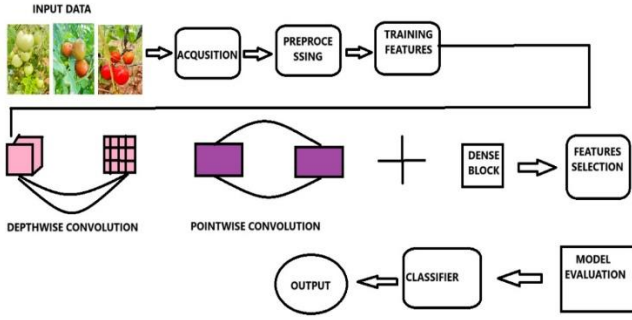 INPUT DATA
ACQUSITION
PREPROCE
SSING
TRAINING
FEATURES
DENSE
BLOCK
FEATURES
SELECTION
DEPTHWISE CONVOLUTION
POINTWISE CONVOLUTION
OUTPUT
CLASSIFIER
MODEL
EVALUATION